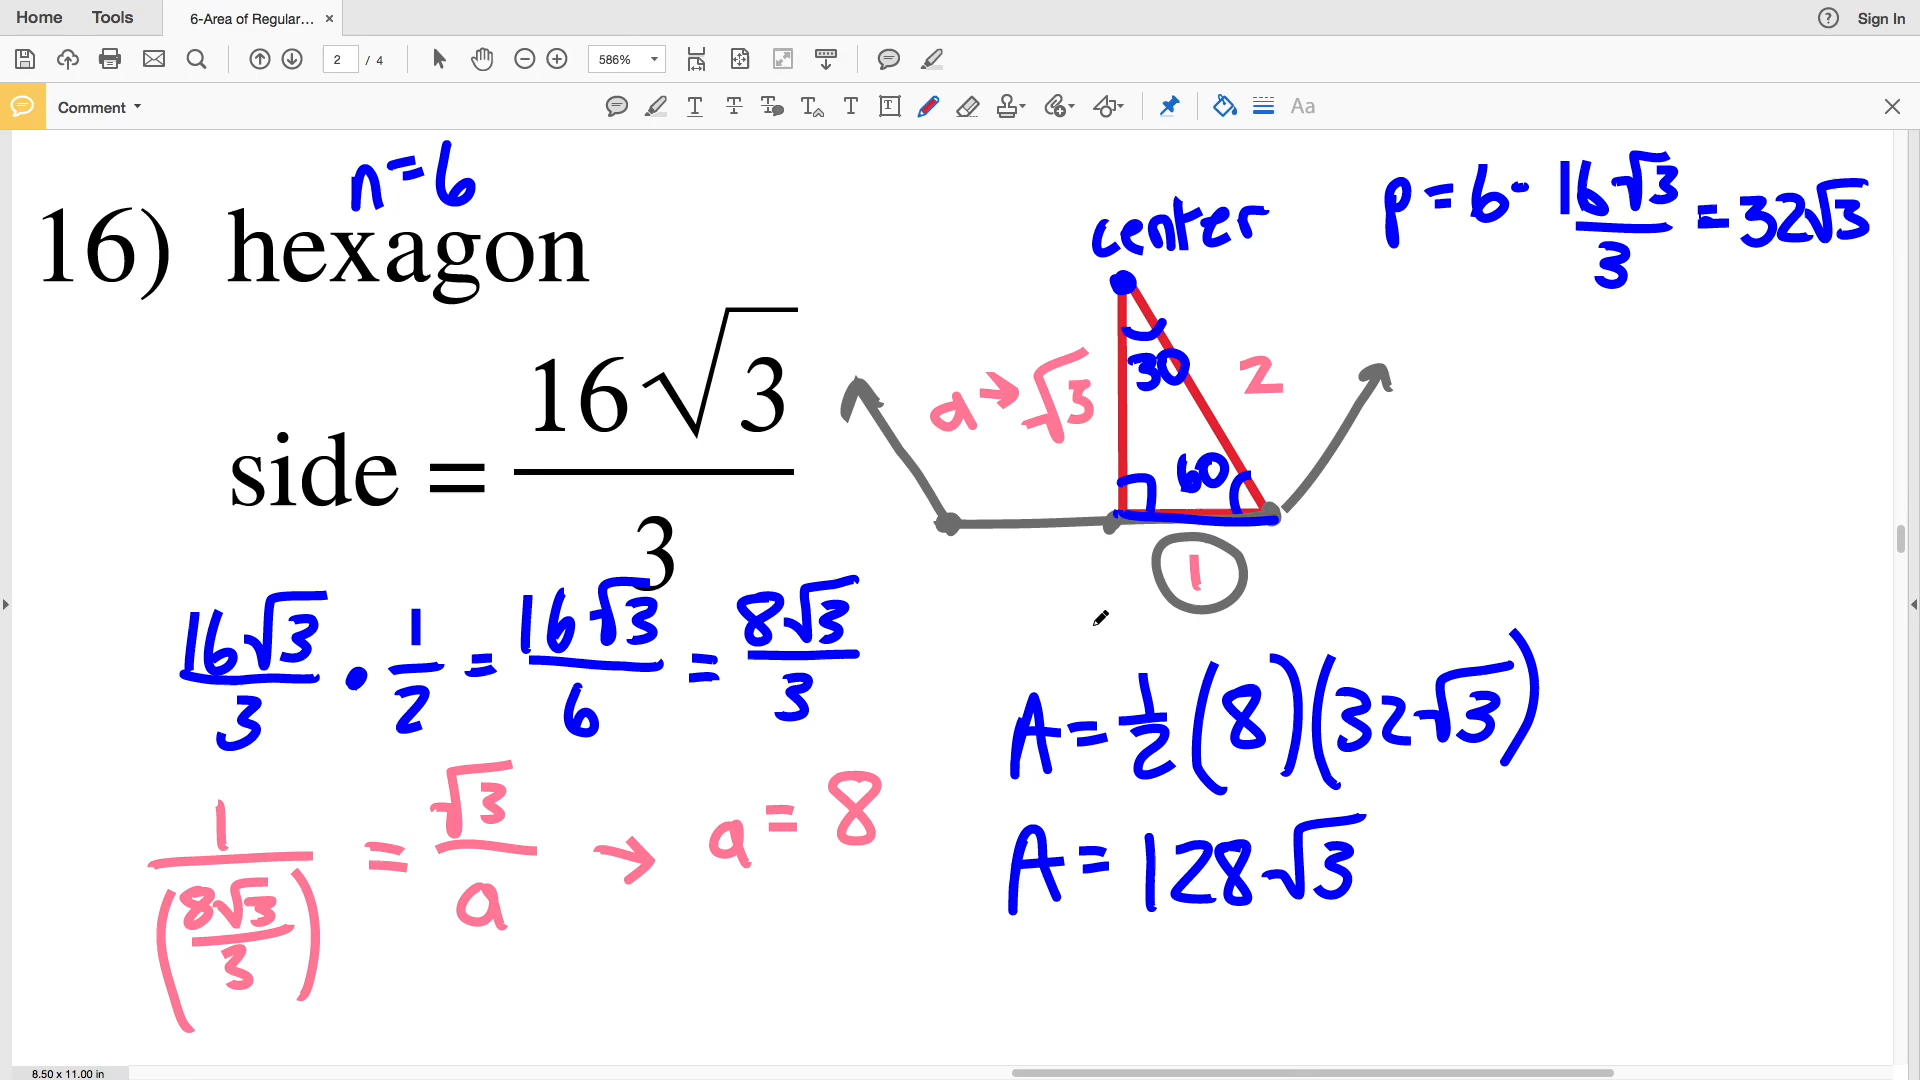 Home Tools 6-Area of Regular... × Sign In
2 / 4 586%
Comment Aa
n=6
16) hexagon
side = 16√3 / 3
center
p = 6 · 16√3 / 3 = 32√3
30
a → √3
2
60
1
16√3 / 3 · 1 / 2 = 16√3 / 6 = 8√3 / 3
1 / (8√3 / 3) = √3 / a → a = 8
A = 1/2 (8)(32√3)
A = 128√3
8.50 x 11.00 in